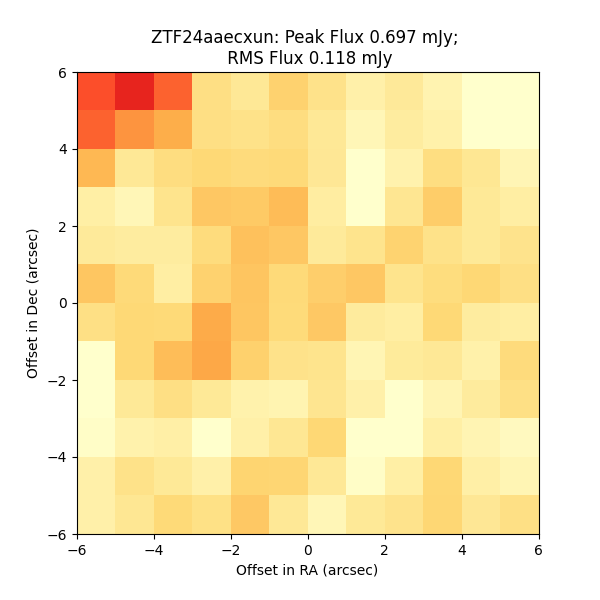 ZTF24aaecxun: Peak Flux 0.697 mJy;
RMS Flux 0.118 mJy
6
4
2
0
−2
−4
−6
Offset in Dec (arcsec)
−6 −4 −2 0 2 4 6
Offset in RA (arcsec)